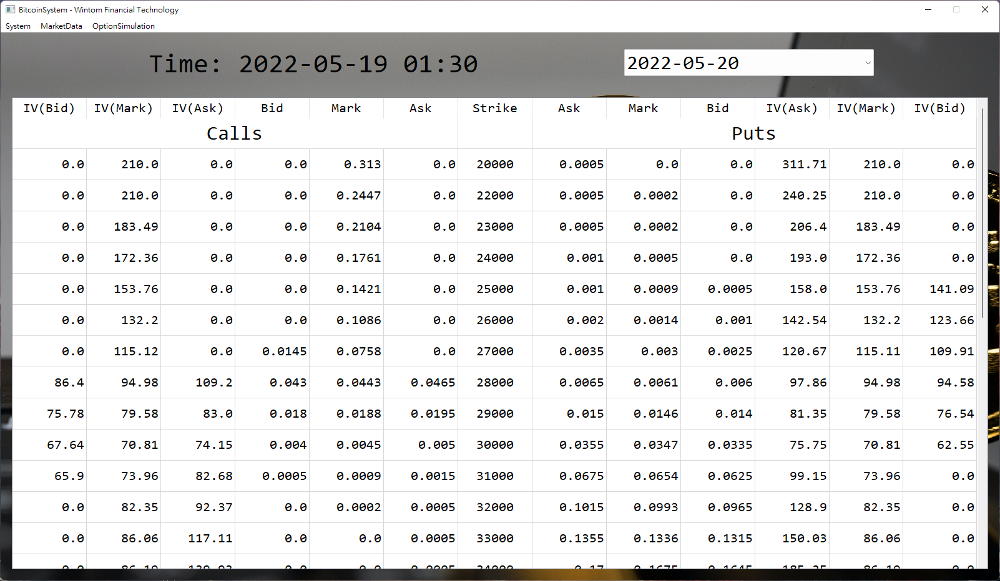 BitcoinSystem - Wintom Financial Technology
System MarketData OptionSimulation
Time: 2022-05-19 01:30 2022-05-20
IV(Bid) IV(Mark) IV(Ask) Bid Mark Ask Strike Ask Mark Bid IV(Ask) IV(Mark) IV(Bid)
Calls Puts
0.0 210.0 0.0 0.0 0.313 0.0 20000 0.0005 0.0 0.0 311.71 210.0 0.0
0.0 210.0 0.0 0.0 0.2447 0.0 22000 0.0005 0.0002 0.0 240.25 210.0 0.0
0.0 183.49 0.0 0.0 0.2104 0.0 23000 0.0005 0.0002 0.0 206.4 183.49 0.0
0.0 172.36 0.0 0.0 0.1761 0.0 24000 0.001 0.0005 0.0 193.0 172.36 0.0
0.0 153.76 0.0 0.0 0.1421 0.0 25000 0.001 0.0009 0.0005 158.0 153.76 141.09
0.0 132.2 0.0 0.0 0.1086 0.0 26000 0.002 0.0014 0.001 142.54 132.2 123.66
0.0 115.12 0.0 0.0145 0.0758 0.0 27000 0.0035 0.003 0.0025 120.67 115.11 109.91
86.4 94.98 109.2 0.043 0.0443 0.0465 28000 0.0065 0.0061 0.006 97.86 94.98 94.58
75.78 79.58 83.0 0.018 0.0188 0.0195 29000 0.015 0.0146 0.014 81.35 79.58 76.54
67.64 70.81 74.15 0.004 0.0045 0.005 30000 0.0355 0.0347 0.0335 75.75 70.81 62.55
65.9 73.96 82.68 0.0005 0.0009 0.0015 31000 0.0675 0.0654 0.0625 99.15 73.96 0.0
0.0 82.35 92.37 0.0 0.0002 0.0005 32000 0.1015 0.0993 0.0965 128.9 82.35 0.0
0.0 86.06 117.11 0.0 0.0 0.0005 33000 0.1355 0.1336 0.1315 150.03 86.06 0.0